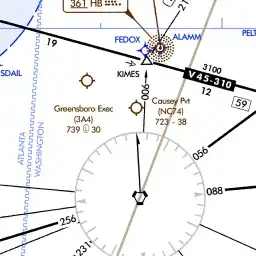 361 HB
21
19
FEDOX
ALAMM
PELT
SDAIL
KIMES
3100
V45-310
12
59
Greensboro Exec
(3A4)
739 Ⓛ 30
Causey Pvt
(NC74)
723 - 38
006
ATLANTA
WASHINGTON
056
088
256
231